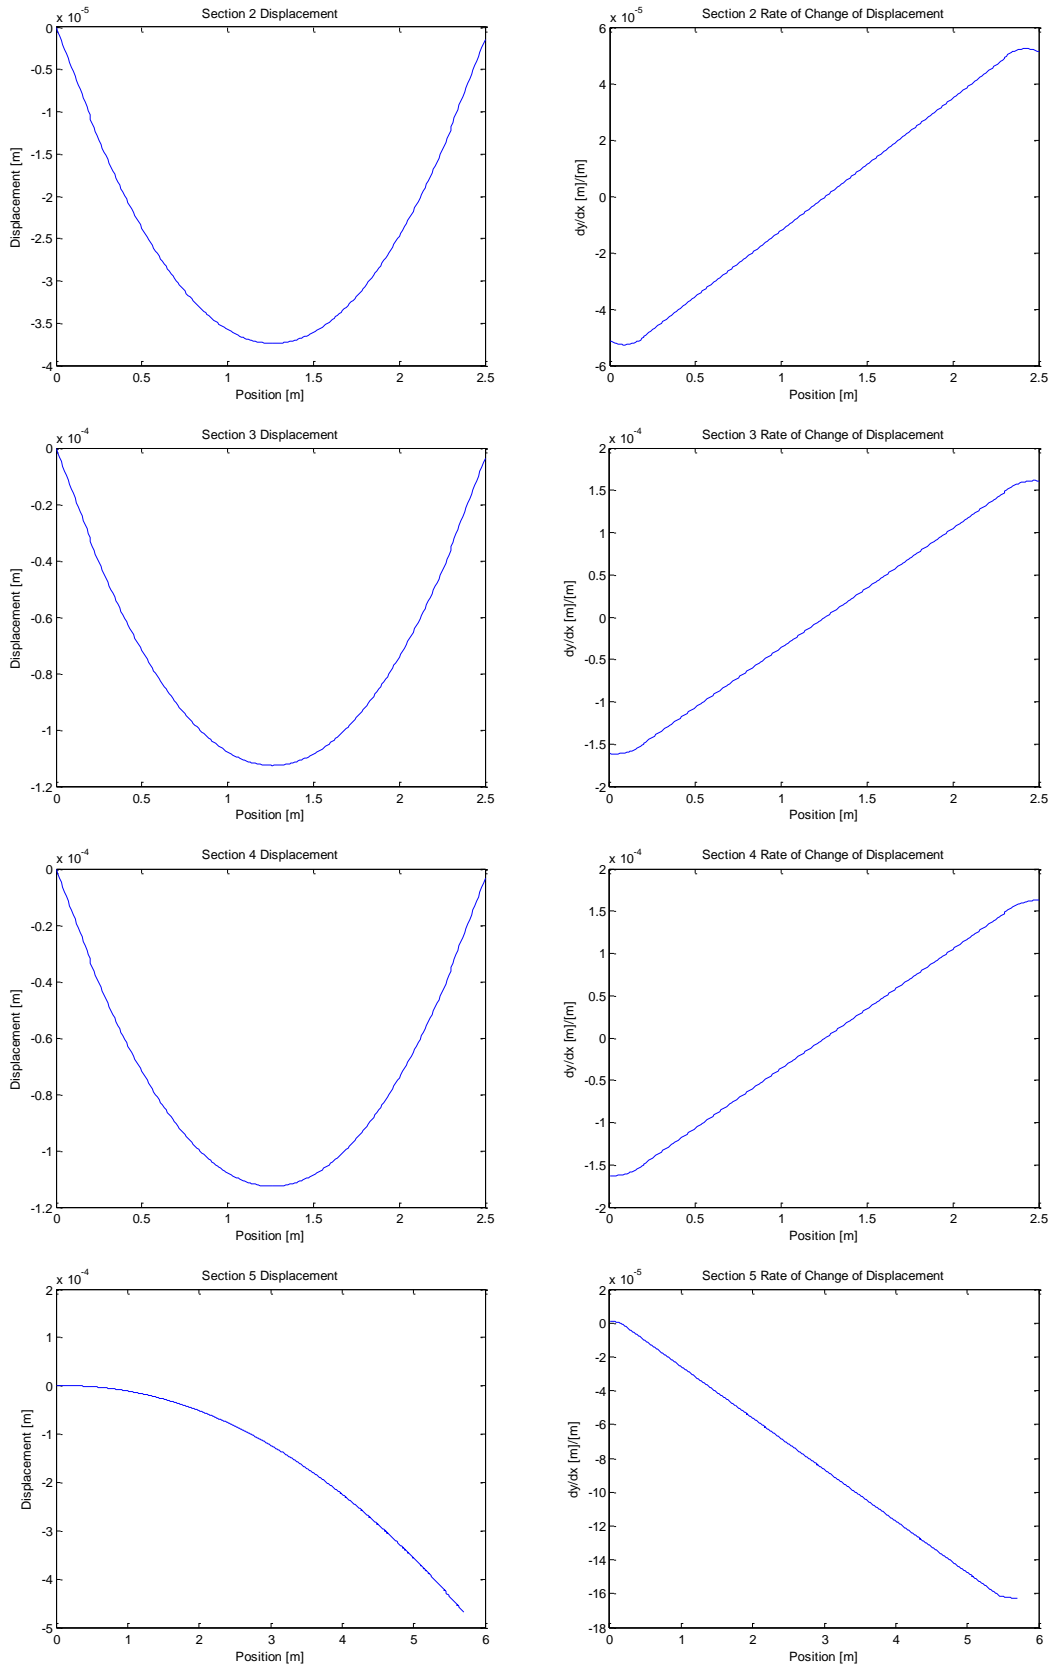 Section 2 Displacement
x 10^-5
0
-0.5
-1
-1.5
-2
-2.5
-3
-3.5
-4
Displacement [m]
0 0.5 1 1.5 2 2.5
Position [m]
Section 2 Rate of Change of Displacement
x 10^-5
6
4
2
0
-2
-4
-6
dy/dx [m]/[m]
0 0.5 1 1.5 2 2.5
Position [m]
Section 3 Displacement
x 10^-4
0
-0.2
-0.4
-0.6
-0.8
-1
-1.2
Displacement [m]
0 0.5 1 1.5 2 2.5
Position [m]
Section 3 Rate of Change of Displacement
x 10^-4
2
1.5
1
0.5
0
-0.5
-1
-1.5
-2
dy/dx [m]/[m]
0 0.5 1 1.5 2 2.5
Position [m]
Section 4 Displacement
x 10^-4
0
-0.2
-0.4
-0.6
-0.8
-1
-1.2
Displacement [m]
0 0.5 1 1.5 2 2.5
Position [m]
Section 4 Rate of Change of Displacement
x 10^-4
2
1.5
1
0.5
0
-0.5
-1
-1.5
-2
dy/dx [m]/[m]
0 0.5 1 1.5 2 2.5
Position [m]
Section 5 Displacement
x 10^-4
2
1
0
-1
-2
-3
-4
-5
Displacement [m]
0 1 2 3 4 5 6
Position [m]
Section 5 Rate of Change of Displacement
x 10^-5
2
0
-2
-4
-6
-8
-10
-12
-14
-16
-18
dy/dx [m]/[m]
0 1 2 3 4 5 6
Position [m]